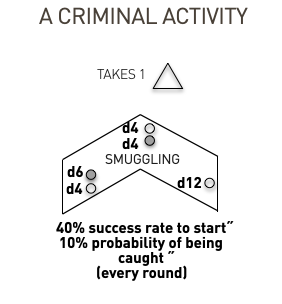 A CRIMINAL ACTIVITY
TAKES 1
d4
d4
SMUGGLING
d6
d4
d12
40% success rate to start˝
10% probability of being
caught ˝
(every round)